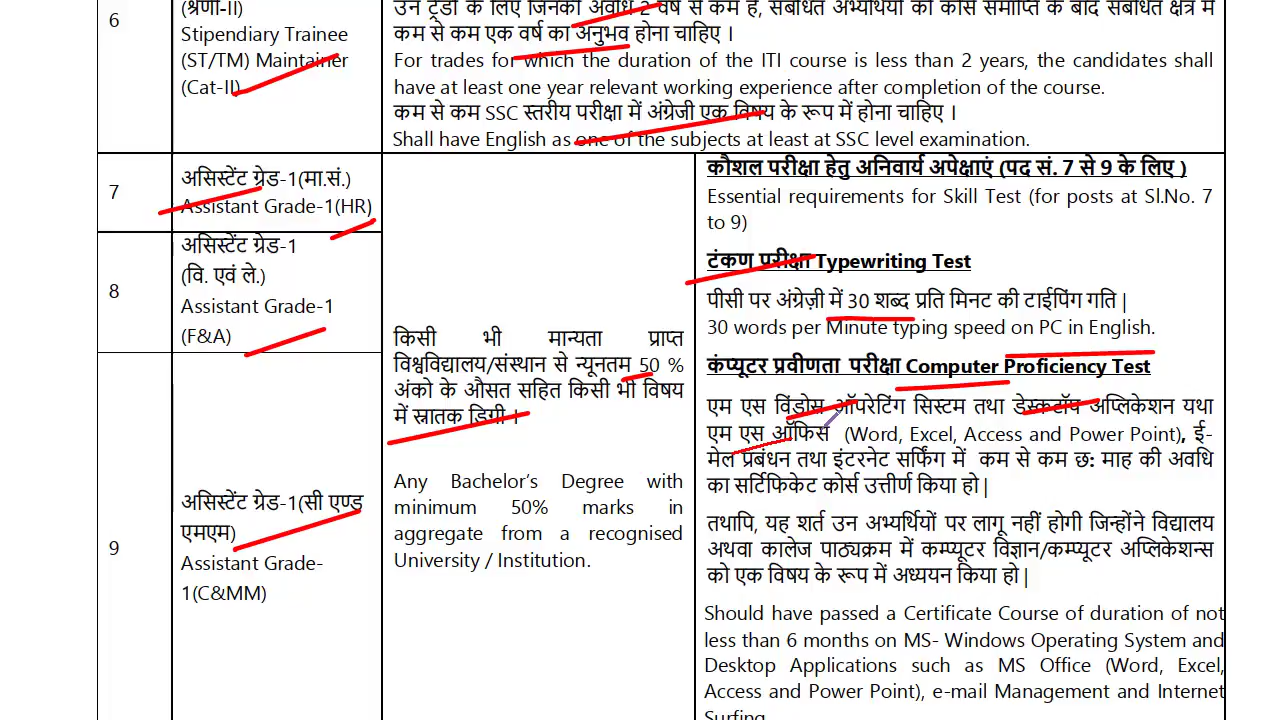 6
(श्रेणी-II)
Stipendiary Trainee
(ST/TM) Maintainer
(Cat-II)
उन ट्रेडों के लिए जिनकी अवधि 2 वर्ष से कम है, संबंधित अभ्यर्थियों को कोर्स समाप्ति के बाद संबंधित क्षेत्र में
कम से कम एक वर्ष का अनुभव होना चाहिए ।
For trades for which the duration of the ITI course is less than 2 years, the candidates shall
have at least one year relevant working experience after completion of the course.
कम से कम SSC स्तरीय परीक्षा में अंग्रेजी एक विषय के रूप में होना चाहिए ।
Shall have English as one of the subjects at least at SSC level examination.
7
असिस्टेंट ग्रेड-1(मा.सं.)
Assistant Grade-1(HR)
8
असिस्टेंट ग्रेड-1
(वि. एवं ले.)
Assistant Grade-1
(F&A)
9
असिस्टेंट ग्रेड-1(सी एण्ड
एमएम)
Assistant Grade-
1(C&MM)
किसी भी मान्यता प्राप्त
विश्वविद्यालय/संस्थान से न्यूनतम 50 %
अंको के औसत सहित किसी भी विषय
में स्नातक डिग्री ।
Any Bachelor’s Degree with
minimum 50% marks in
aggregate from a recognised
University / Institution.
कौशल परीक्षा हेतु अनिवार्य अपेक्षाएं (पद सं. 7 से 9 के लिए )
Essential requirements for Skill Test (for posts at Sl.No. 7
to 9)
टंकण परीक्षा Typewriting Test
पीसी पर अंग्रेज़ी में 30 शब्द प्रति मिनट की टाईपिंग गति |
30 words per Minute typing speed on PC in English.
कंप्यूटर प्रवीणता परीक्षा Computer Proficiency Test
एम एस विंडोस ऑपरेटिंग सिस्टम तथा डेस्कटॉप अप्लिकेशन यथा
एम एस ऑफिस (Word, Excel, Access and Power Point), ई-
मेल प्रबंधन तथा इंटरनेट सर्फिंग में कम से कम छ: माह की अवधि
का सर्टिफिकेट कोर्स उत्तीर्ण किया हो |
तथापि, यह शर्त उन अभ्यर्थियों पर लागू नहीं होगी जिन्होंने विद्यालय
अथवा कालेज पाठ्यक्रम में कम्प्यूटर विज्ञान/कम्प्यूटर अप्लिकेशन्स
को एक विषय के रूप में अध्ययन किया हो |
Should have passed a Certificate Course of duration of not
less than 6 months on MS- Windows Operating System and
Desktop Applications such as MS Office (Word, Excel,
Access and Power Point), e-mail Management and Internet
Surfing.